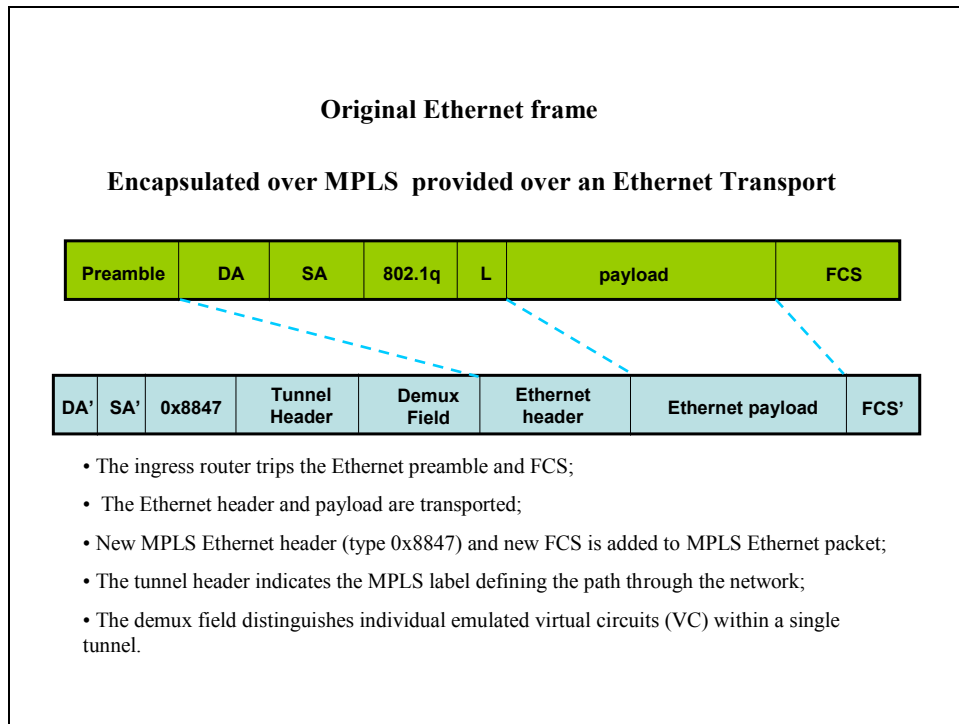 Original Ethernet frame
Encapsulated over MPLS provided over an Ethernet Transport
Preamble DA SA 802.1q L payload FCS
DA’ SA’ 0x8847 Tunnel Header Demux Field Ethernet header Ethernet payload FCS’
• The ingress router trips the Ethernet preamble and FCS;
• The Ethernet header and payload are transported;
• New MPLS Ethernet header (type 0x8847) and new FCS is added to MPLS Ethernet packet;
• The tunnel header indicates the MPLS label defining the path through the network;
• The demux field distinguishes individual emulated virtual circuits (VC) within a single
tunnel.